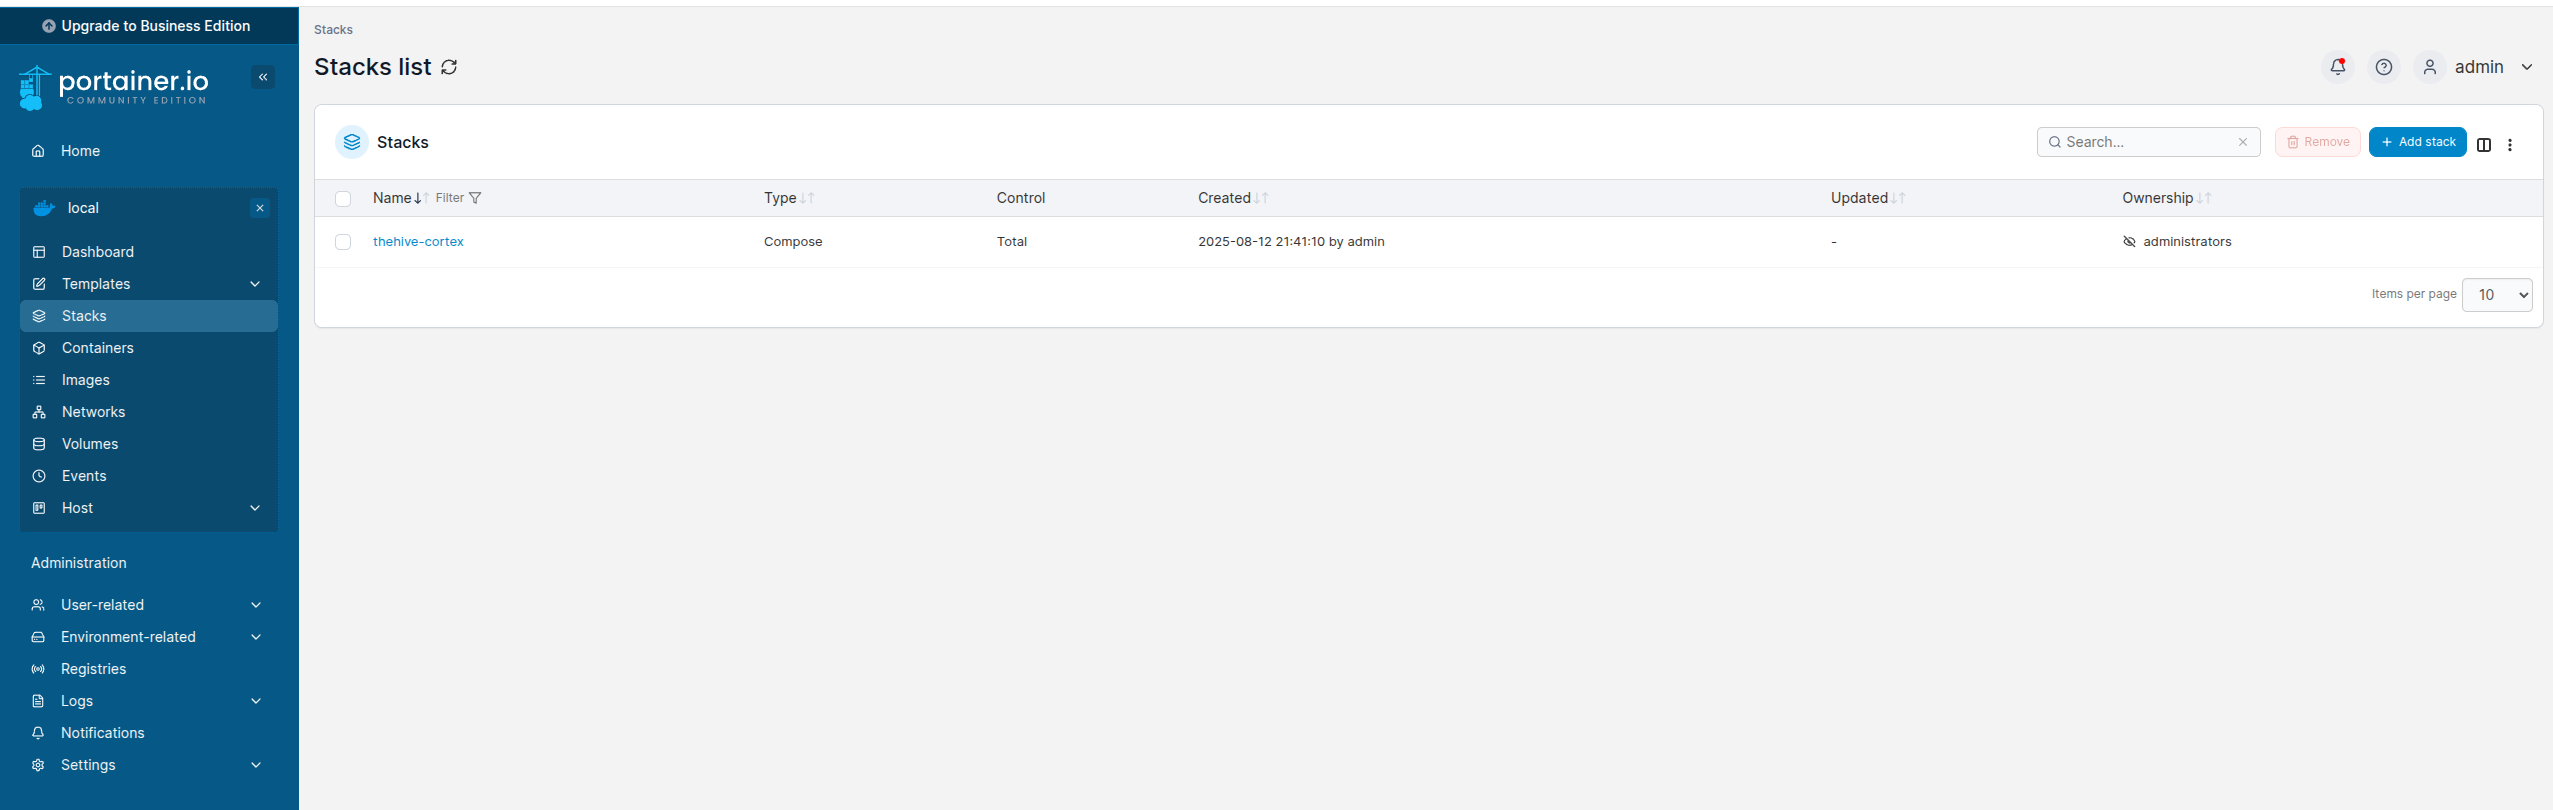 Upgrade to Business Edition
portainer.io
COMMUNITY EDITION
Home
local
Dashboard
Templates
Stacks
Containers
Images
Networks
Volumes
Events
Host
Administration
User-related
Environment-related
Registries
Logs
Notifications
Settings
Stacks
Stacks list
admin
Stacks
Search...
Remove
Add stack
Name Filter Type Control Created Updated Ownership
thehive-cortex Compose Total 2025-08-12 21:41:10 by admin - administrators
Items per page 10